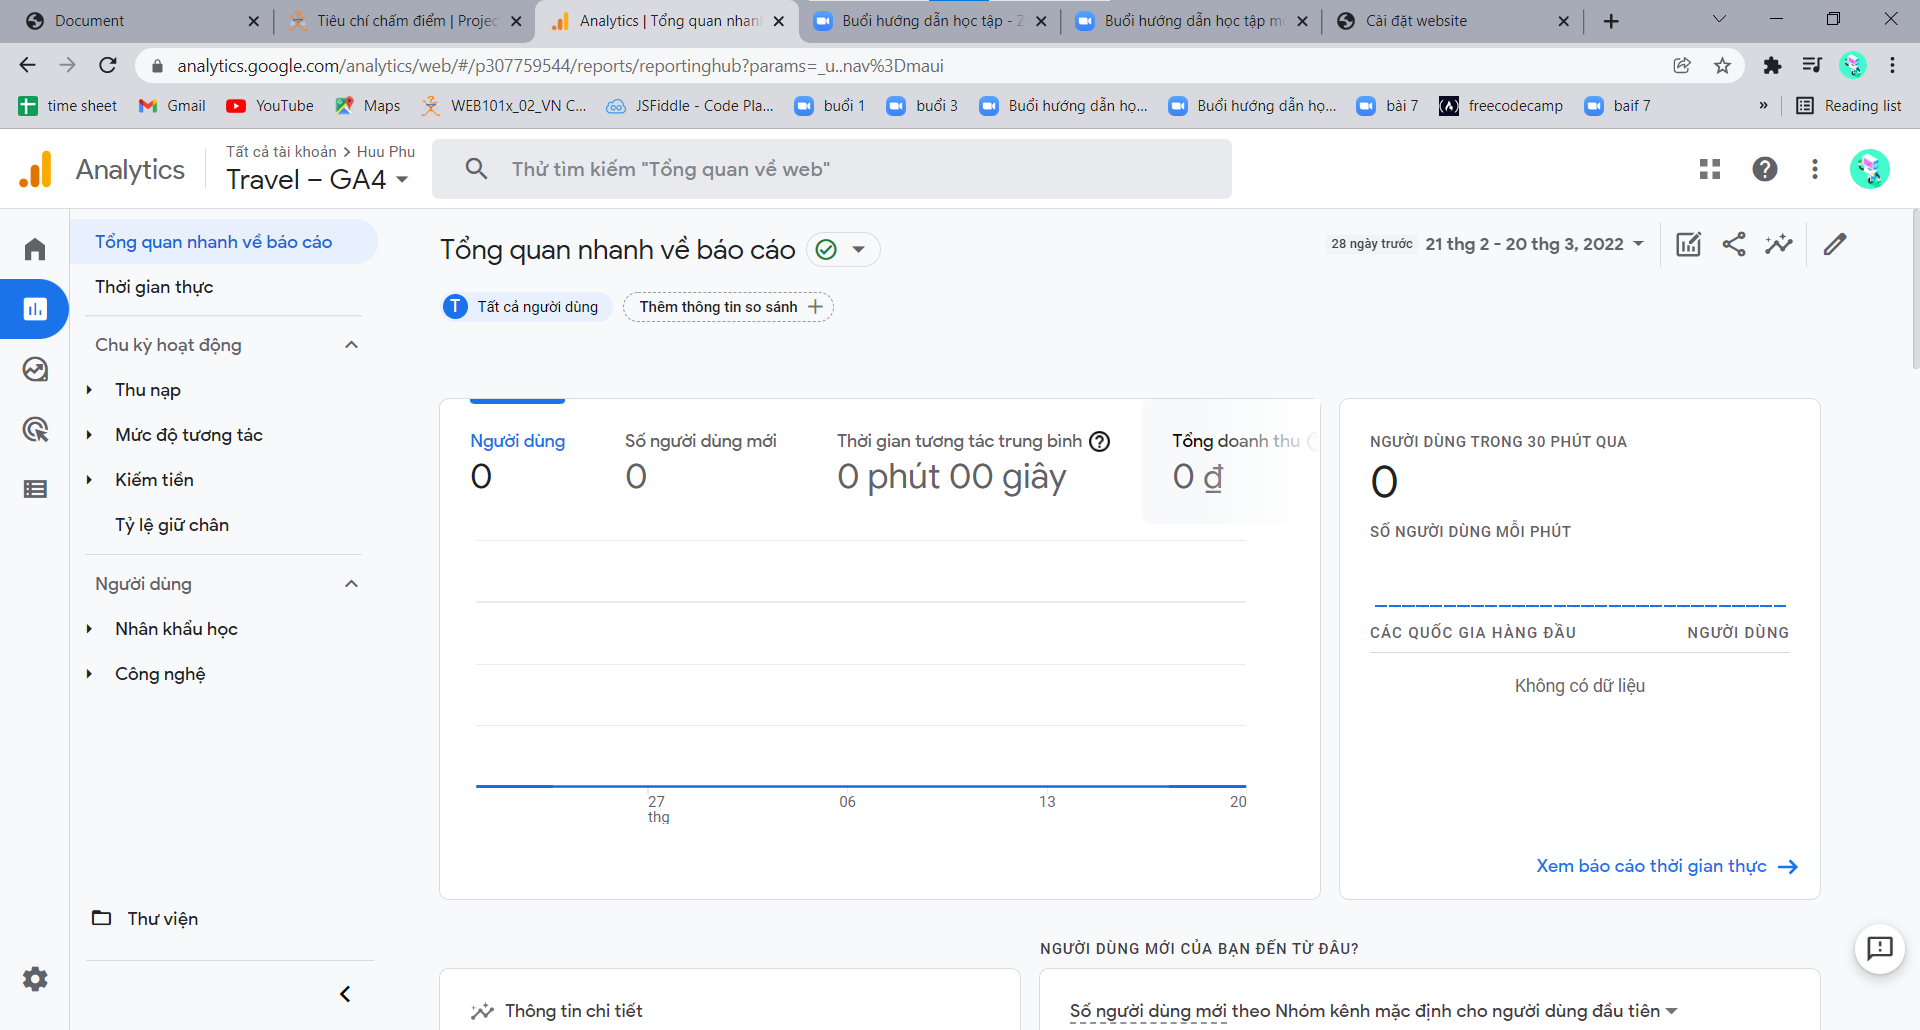 Document
Tiêu chí chấm điểm | Projec
Analytics | Tổng quan nhanh
Buổi hướng dẫn học tập - Z
Buổi hướng dẫn học tập mo
Cài đặt website
analytics.google.com/analytics/web/#/p307759544/reports/reportinghub?params=_u..nav%3Dmaui
time sheet
Gmail
YouTube
Maps
WEB101x_02_VN C...
JSFiddle - Code Pla...
buổi 1
buổi 3
Buổi hướng dẫn họ...
Buổi hướng dẫn họ...
bài 7
freecodecamp
baif 7
»
Reading list
Analytics
Tất cả tài khoản > Huu Phu
Travel – GA4
Thử tìm kiếm "Tổng quan về web"
Tổng quan nhanh về báo cáo
Thời gian thực
Chu kỳ hoạt động
Thu nạp
Mức độ tương tác
Kiếm tiền
Tỷ lệ giữ chân
Người dùng
Nhân khẩu học
Công nghệ
Thư viện
Tổng quan nhanh về báo cáo
28 ngày trước
21 thg 2 - 20 thg 3, 2022
T Tất cả người dùng
Thêm thông tin so sánh
Người dùng
0
Số người dùng mới
0
Thời gian tương tác trung bình
0 phút 00 giây
Tổng doanh thu
0 ₫
27
thg
06
13
20
NGƯỜI DÙNG TRONG 30 PHÚT QUA
0
SỐ NGƯỜI DÙNG MỖI PHÚT
CÁC QUỐC GIA HÀNG ĐẦU
NGƯỜI DÙNG
Không có dữ liệu
Xem báo cáo thời gian thực
NGƯỜI DÙNG MỚI CỦA BẠN ĐẾN TỪ ĐÂU?
Thông tin chi tiết
Số người dùng mới theo Nhóm kênh mặc định cho người dùng đầu tiên